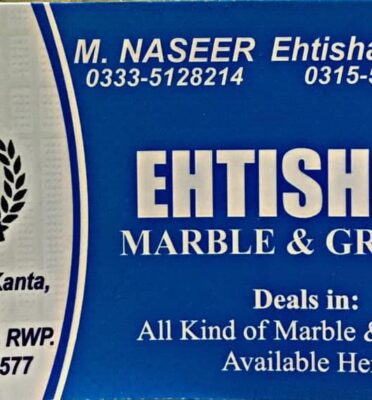 M. NASEER Ehtisha
0333-5128214 0315-5
EHTISH
MARBLE & GR
Kanta,
RWP.
577
Deals in:
All Kind of Marble &
Available He